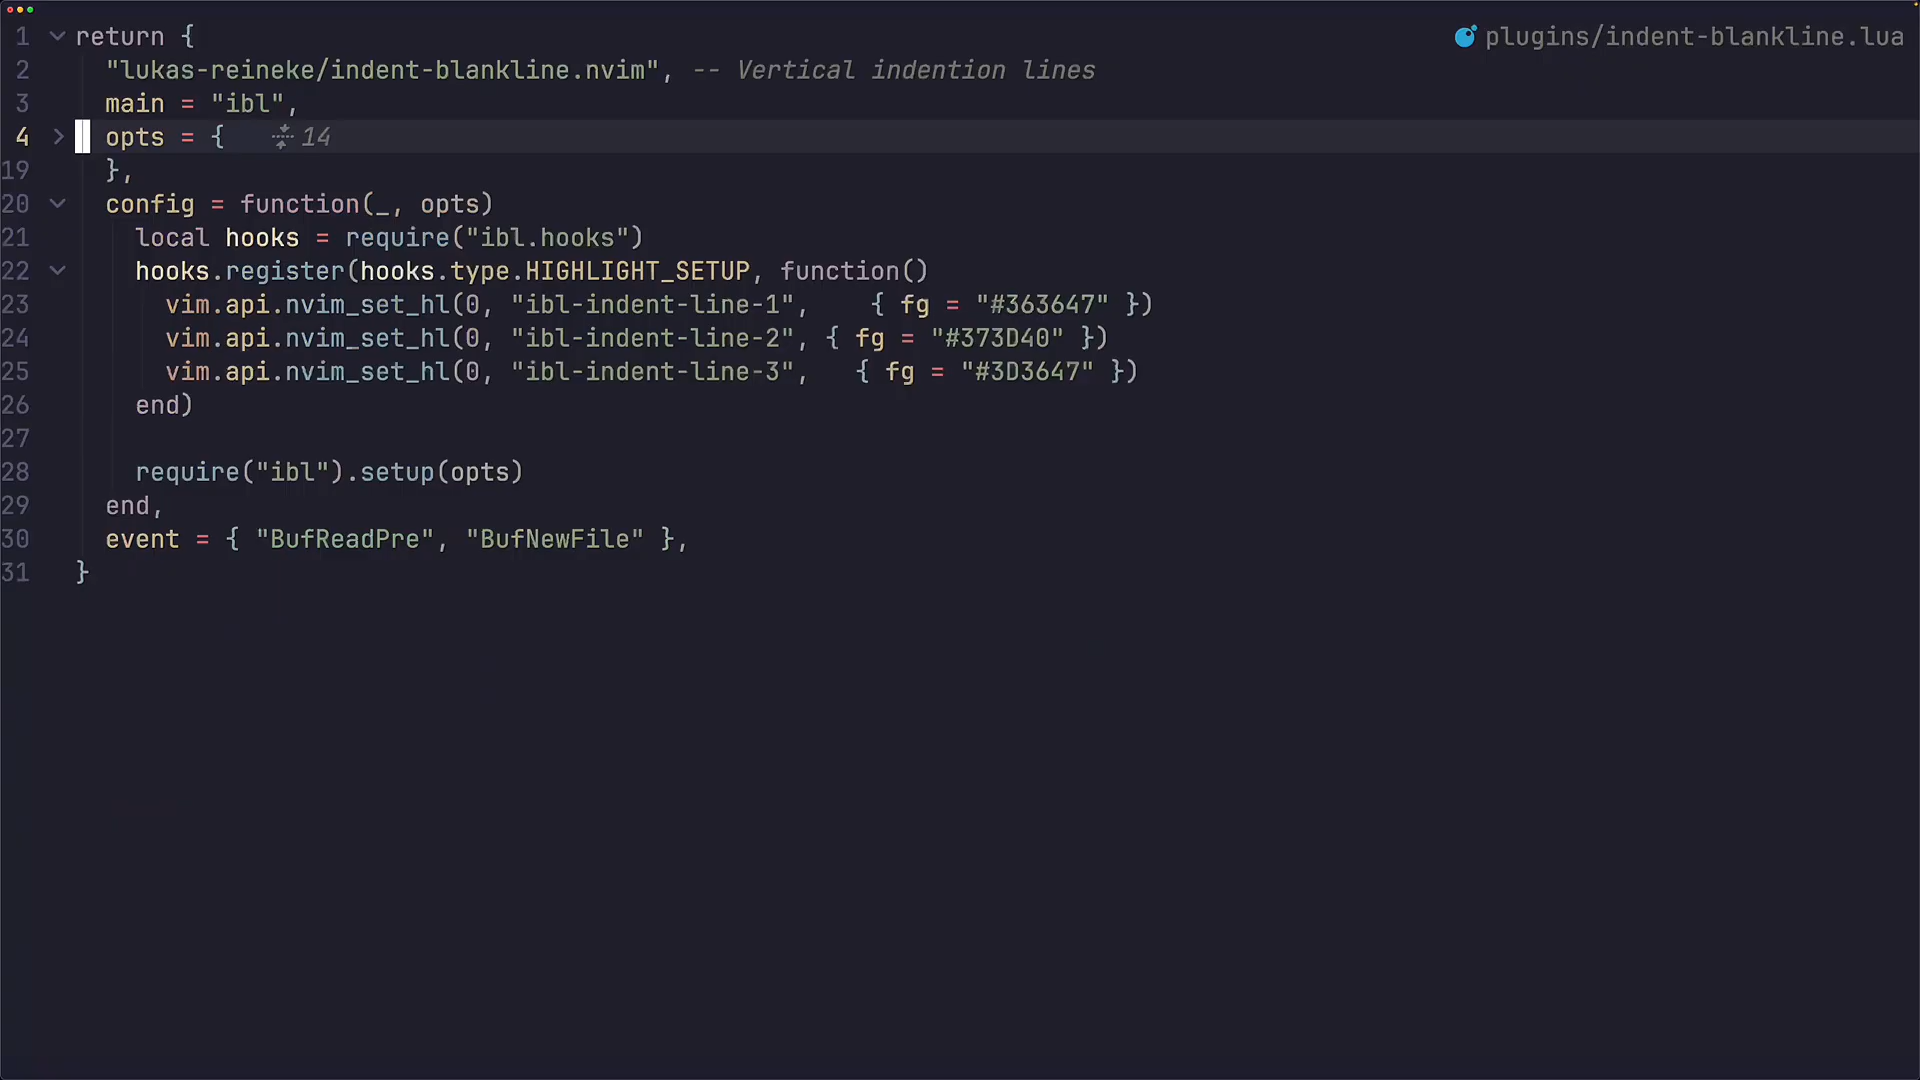 1 return { plugins/indent-blankline.lua
2 "lukas-reineke/indent-blankline.nvim", -- Vertical indention lines
3 main = "ibl",
4 opts = { 14
19 },
20 config = function(_, opts)
21 local hooks = require("ibl.hooks")
22 hooks.register(hooks.type.HIGHLIGHT_SETUP, function()
23 vim.api.nvim_set_hl(0, "ibl-indent-line-1", { fg = "#363647" })
24 vim.api.nvim_set_hl(0, "ibl-indent-line-2", { fg = "#373D40" })
25 vim.api.nvim_set_hl(0, "ibl-indent-line-3", { fg = "#3D3647" })
26 end)
27
28 require("ibl").setup(opts)
29 end,
30 event = { "BufReadPre", "BufNewFile" },
31 }